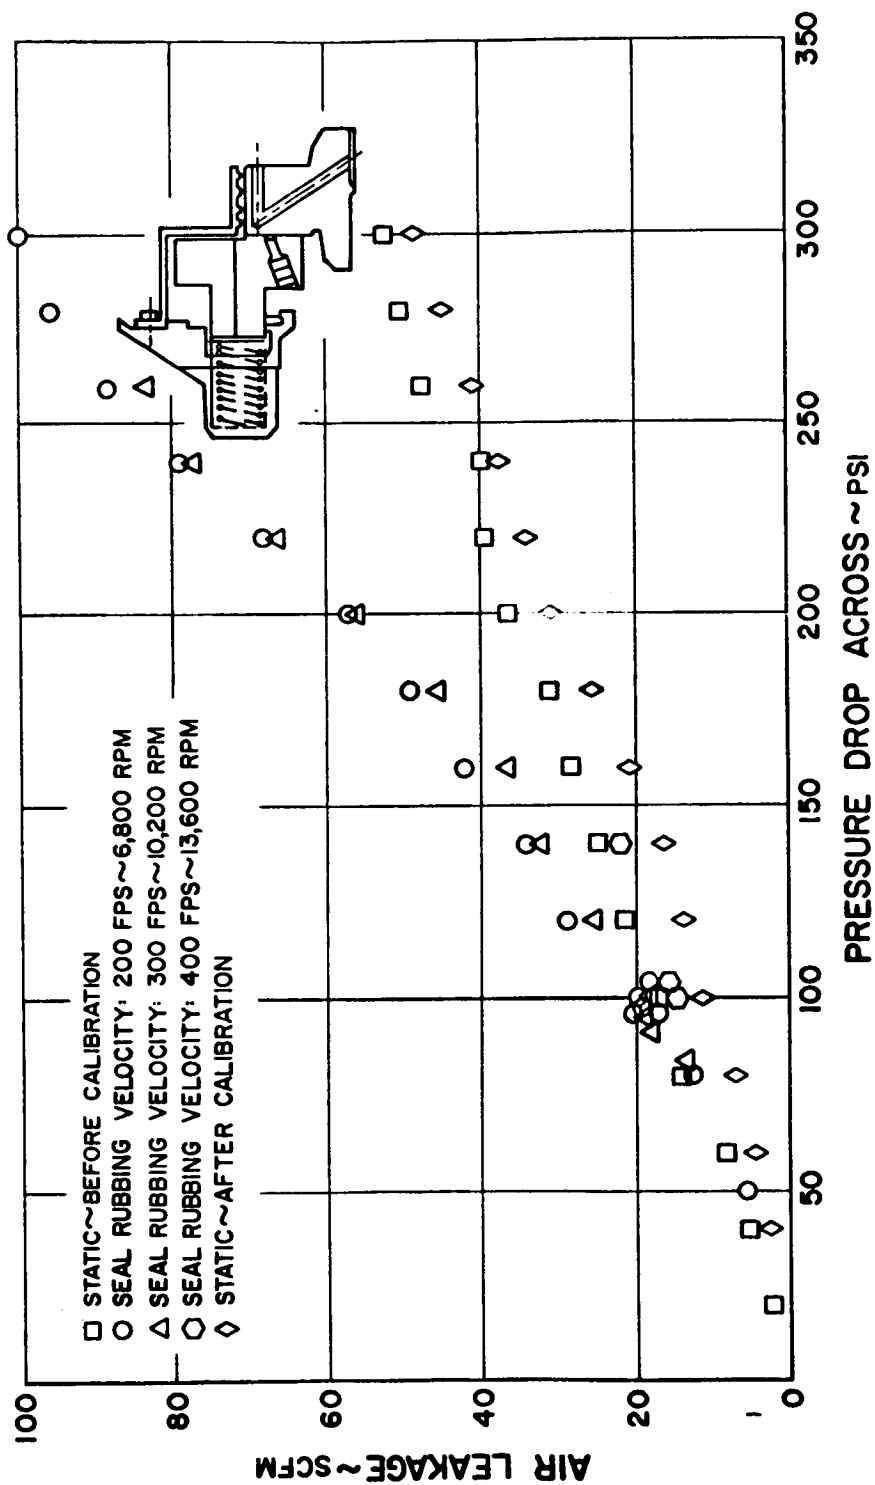 □ STATIC~BEFORE CALIBRATION
○ SEAL RUBBING VELOCITY: 200 FPS~6,800 RPM
△ SEAL RUBBING VELOCITY: 300 FPS~10,200 RPM
⬡ SEAL RUBBING VELOCITY: 400 FPS~13,600 RPM
◇ STATIC~AFTER CALIBRATION
AIR LEAKAGE~SCFM
100
80
60
40
20
0
50
100
150
200
250
300
350
PRESSURE DROP ACROSS~PSI